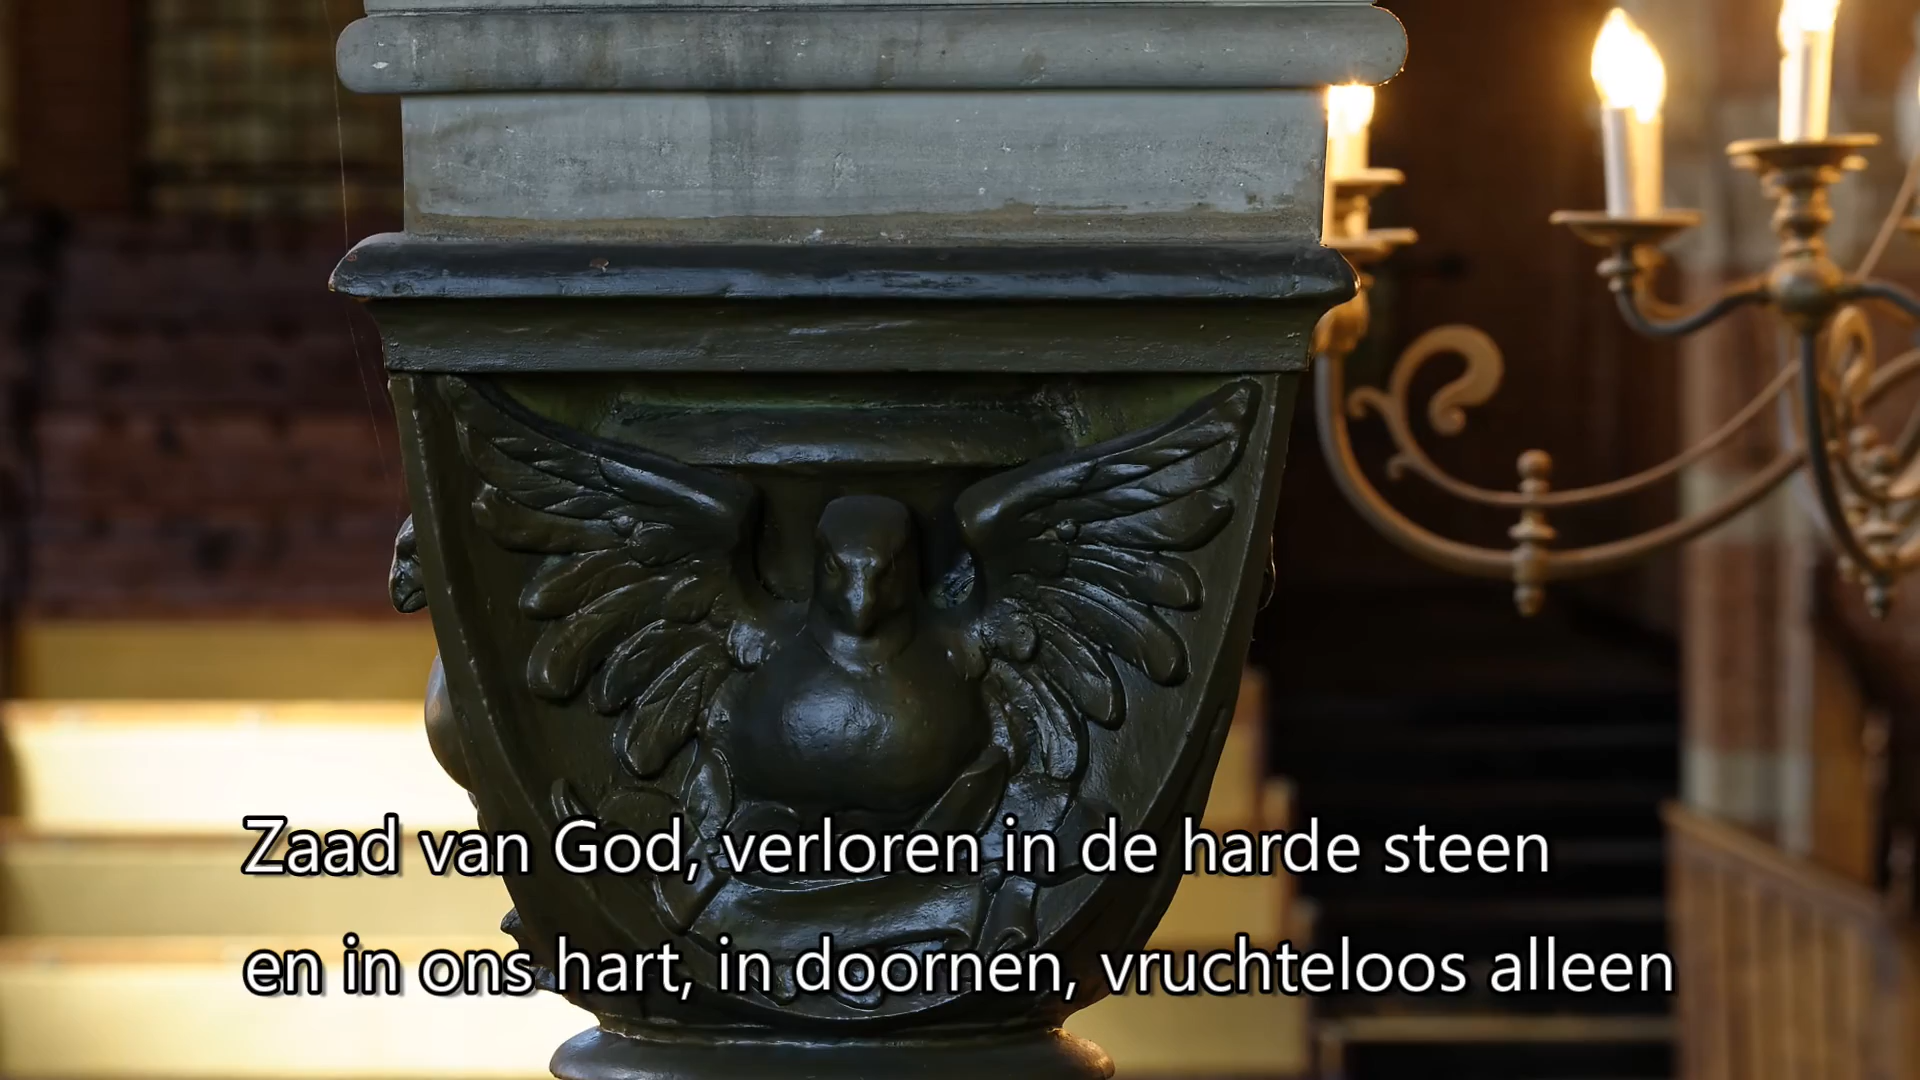 Zaad van God, verloren in de harde steen
en in ons hart, in doornen, vruchteloos alleen